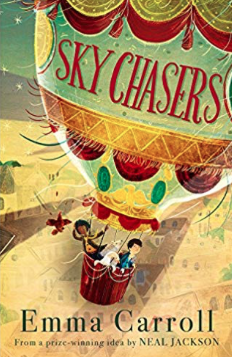 SKY CHASERS
Emma Carroll
From a prize-winning idea by NEAL JACKSON